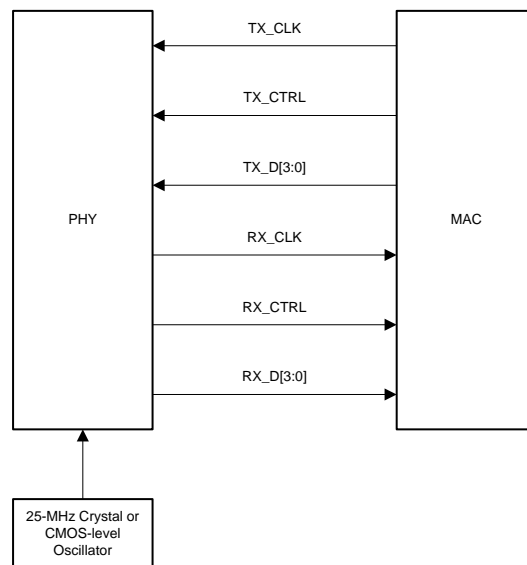 TX_CLK
TX_CTRL
TX_D[3:0]
PHY
MAC
RX_CLK
RX_CTRL
RX_D[3:0]
25-MHz Crystal or
CMOS-level
Oscillator